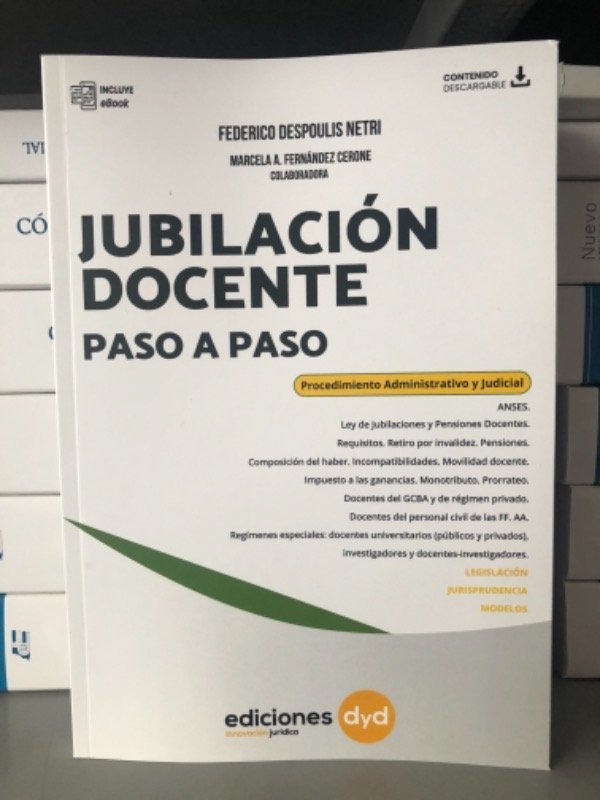 INCLUYE
eBook
CONTENIDO
DESCARGABLE
FEDERICO DESPOULIS NETRI
MARCELA A. FERNÁNDEZ CERONE
COLABORADORA
JUBILACIÓN
DOCENTE
PASO A PASO
Procedimiento Administrativo y Judicial
ANSES.
Ley de Jubilaciones y Pensiones Docentes.
Requisitos. Retiro por invalidez. Pensiones.
Composición del haber. Incompatibilidades. Movilidad docente.
Impuesto a las ganancias. Monotributo. Prorrateo.
Docentes del GCBA y de régimen privado.
Docentes del personal civil de las FF. AA.
Regímenes especiales: docentes universitarios (públicos y privados),
investigadores y docentes-investigadores.
LEGISLACIÓN
JURISPRUDENCIA
MODELOS
ediciones dyd
innovación jurídica
CÓ
Nuevo